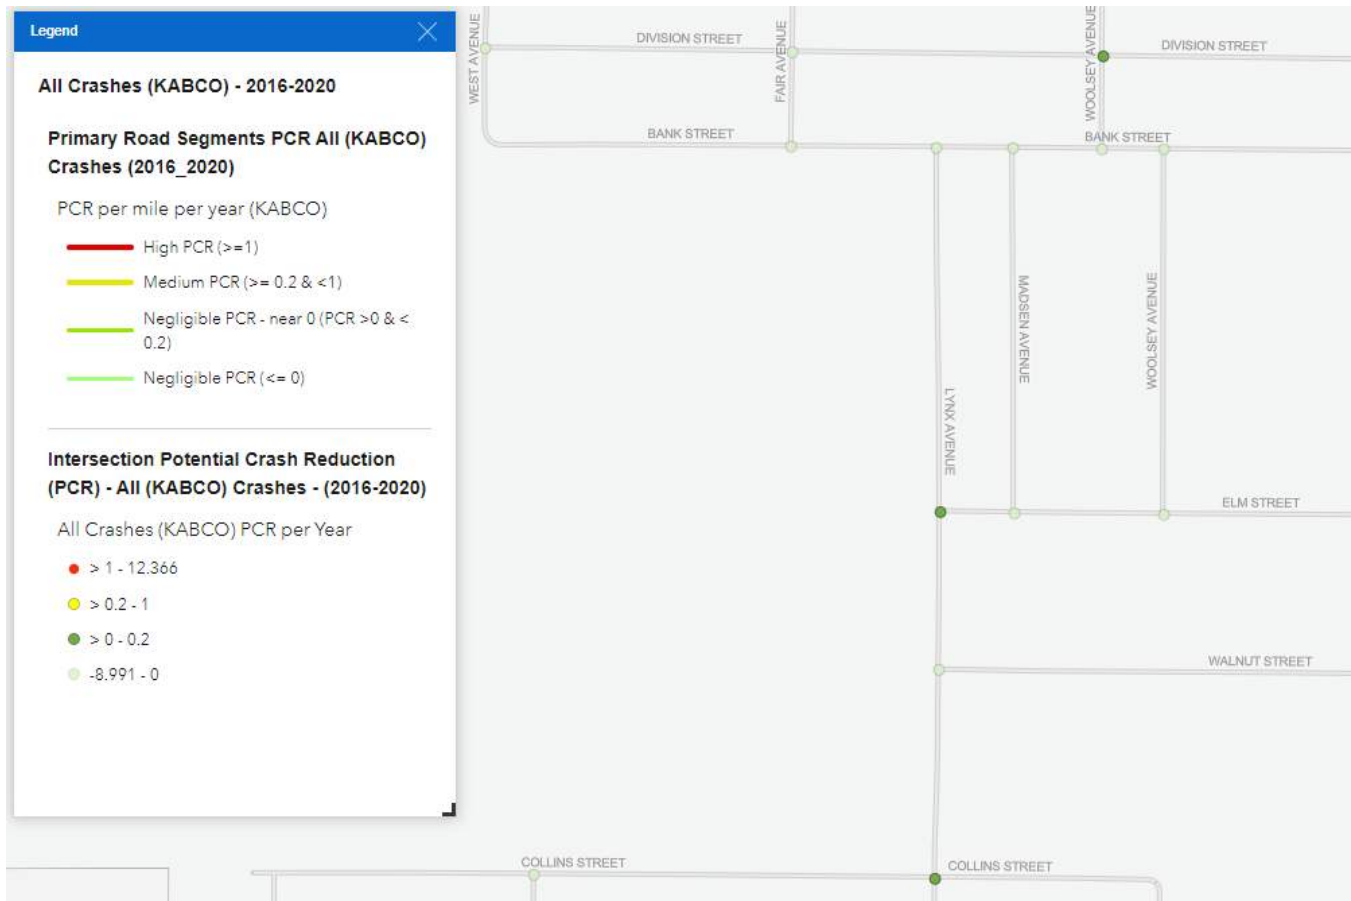 Legend
All Crashes (KABCO) - 2016-2020
Primary Road Segments PCR All (KABCO)
Crashes (2016_2020)
PCR per mile per year (KABCO)
High PCR (>=1)
Medium PCR (>= 0.2 & <1)
Negligible PCR - near 0 (PCR >0 & <
0.2)
Negligible PCR (<= 0)
Intersection Potential Crash Reduction
(PCR) - All (KABCO) Crashes - (2016-2020)
All Crashes (KABCO) PCR per Year
> 1 - 12.366
> 0.2 - 1
> 0 - 0.2
-8.991 - 0
WEST AVENUE
DIVISION STREET
FAIR AVENUE
WOOLSEY AVENUE
DIVISION STREET
BANK STREET
BANK STREET
MADSEN AVENUE
WOOLSEY AVENUE
LYNX AVENUE
ELM STREET
WALNUT STREET
COLLINS STREET
COLLINS STREET